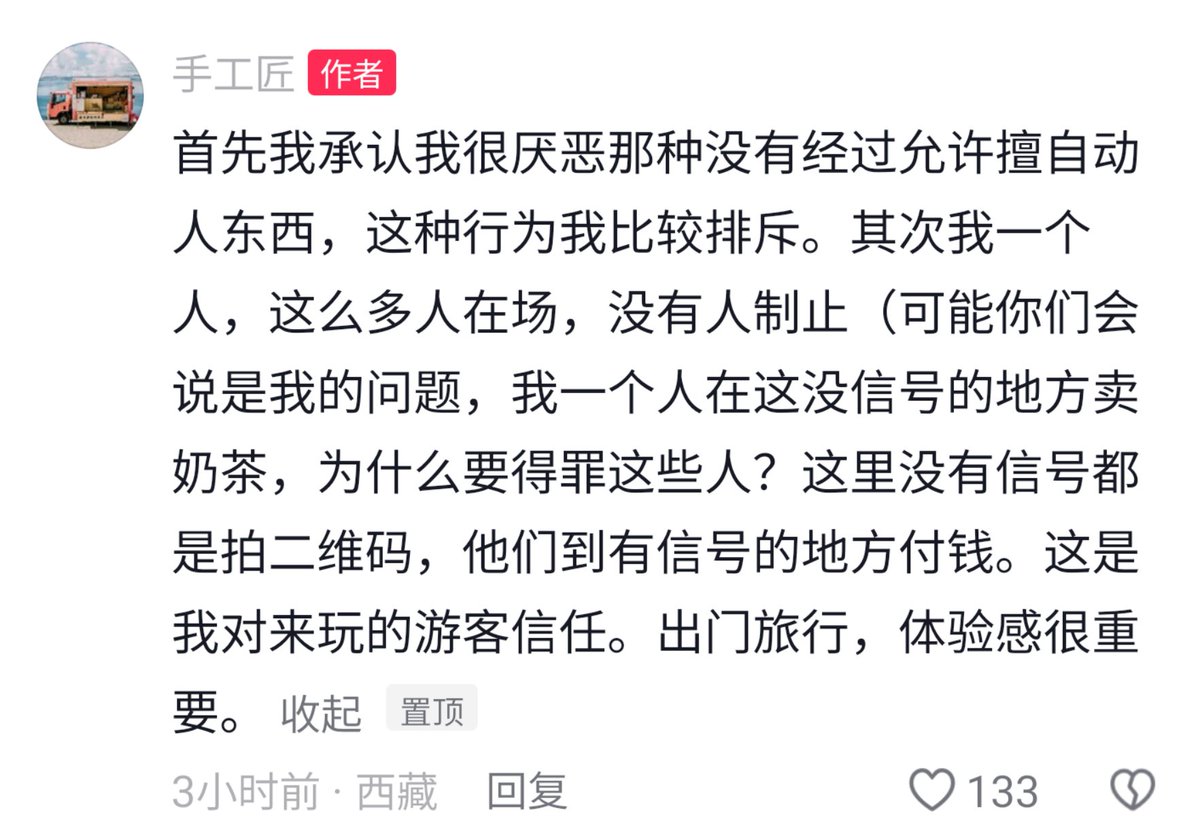 手工匠 作者
首先我承认我很厌恶那种没有经过允许擅自动
人东西，这种行为我比较排斥。其次我一个
人，这么多人在场，没有人制止（可能你们会
说是我的问题，我一个人在这没信号的地方卖
奶茶，为什么要得罪这些人？这里没有信号都
是拍二维码，他们到有信号的地方付钱。这是
我对来玩的游客信任。出门旅行，体验感很重
要。 收起 置顶
3小时前 · 西藏 回复 133